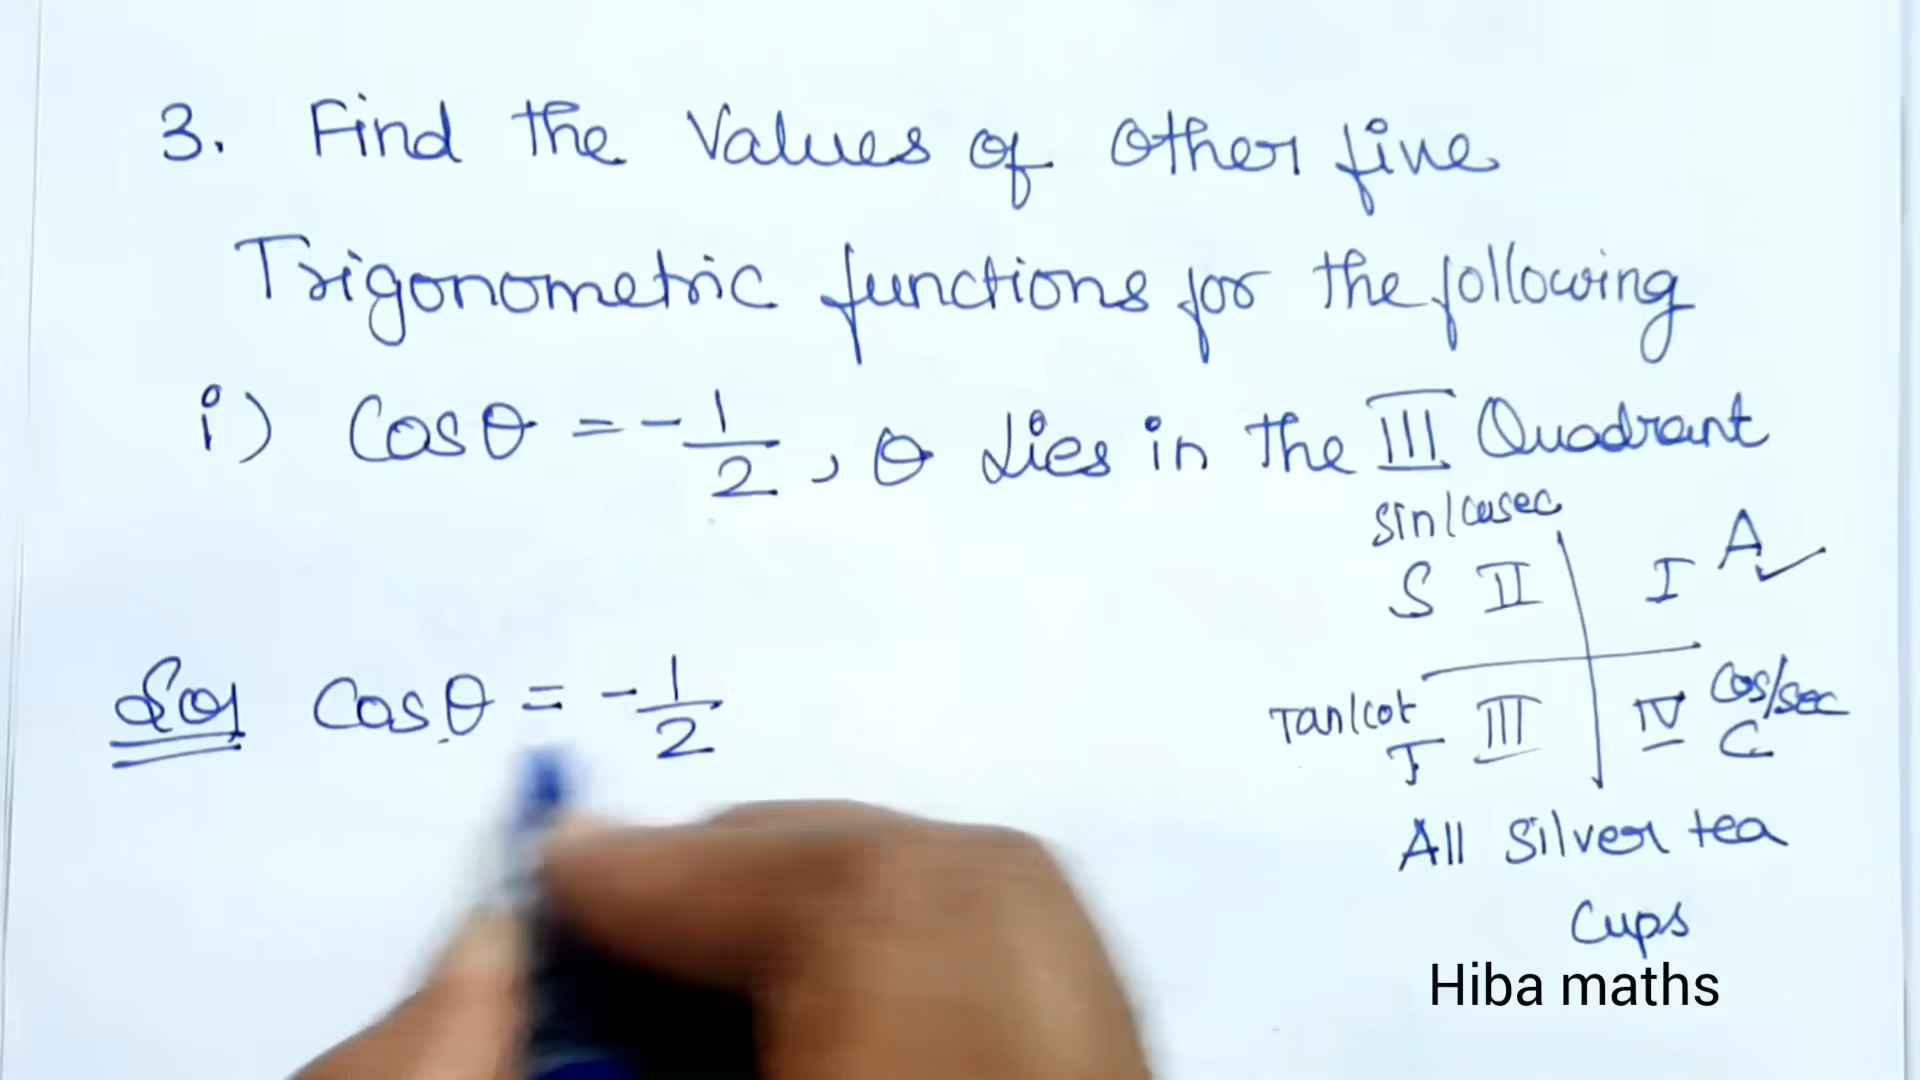 3. Find the Values of other five
Trigonometric functions for the following
i) Cosθ = -1/2, θ lies in the III Quadrant
sin/cosec
S II I A ✓
Tan/cot III IV Cos/sec
T C
All Silver tea
Cups
Sol Cosθ = -1/2
Hiba maths